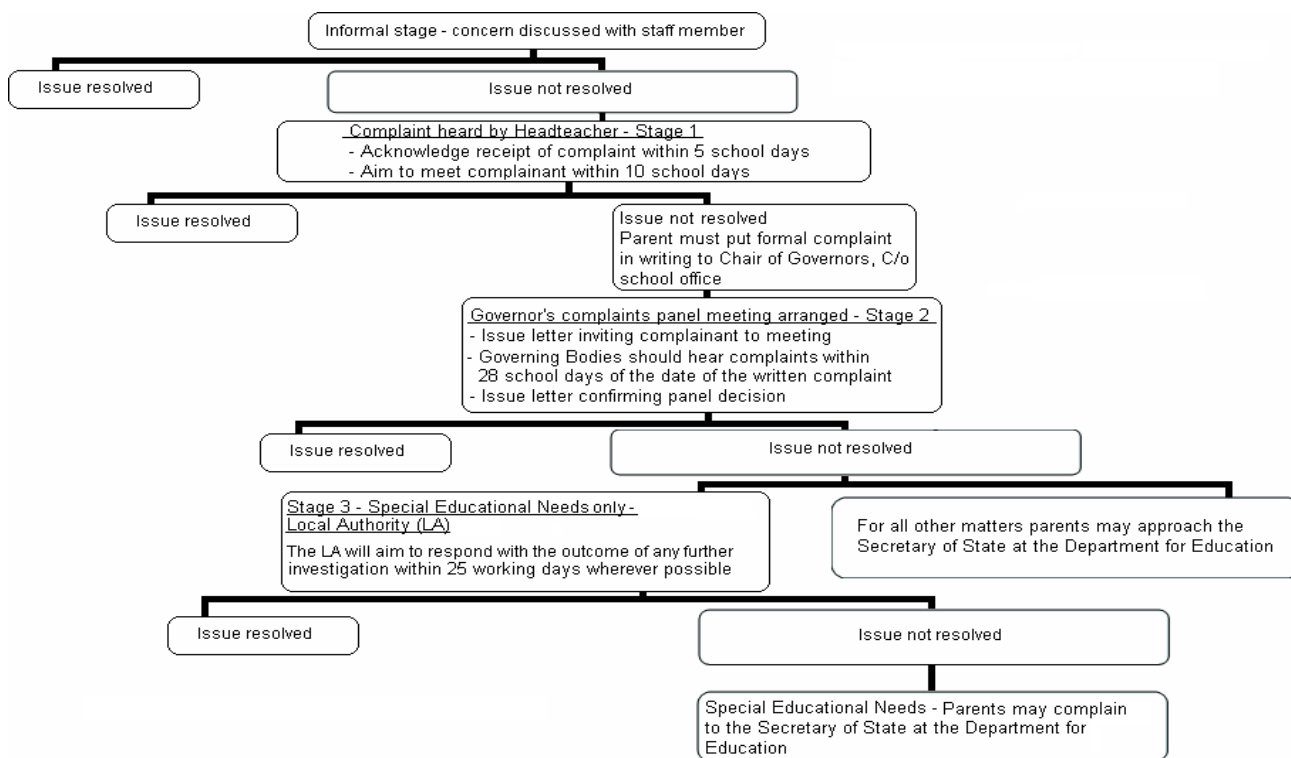 Informal stage - concern discussed with staff member
Issue resolved
Issue not resolved
Complaint heard by Headteacher - Stage 1
- Acknowledge receipt of complaint within 5 school days
- Aim to meet complainant within 10 school days
Issue resolved
Issue not resolved
Parent must put formal complaint
in writing to Chair of Governors, C/o
school office
Governor's complaints panel meeting arranged - Stage 2
- Issue letter inviting complainant to meeting
- Governing Bodies should hear complaints within
28 school days of the date of the written complaint
- Issue letter confirming panel decision
Issue resolved
Issue not resolved
Stage 3 - Special Educational Needs only -
Local Authority (LA)
The LA will aim to respond with the outcome of any further
investigation within 25 working days wherever possible
For all other matters parents may approach the
Secretary of State at the Department for Education
Issue resolved
Issue not resolved
Special Educational Needs - Parents may complain
to the Secretary of State at the Department for
Education